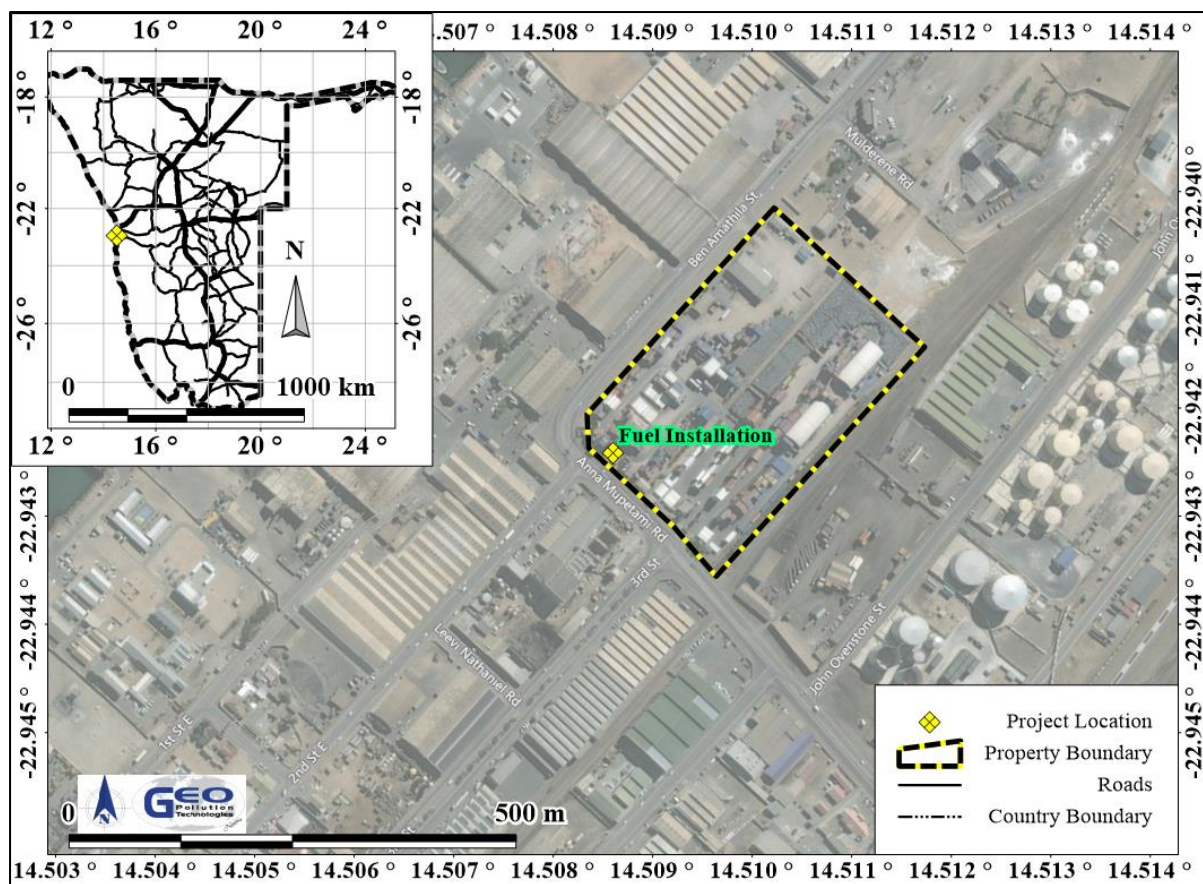 12 ° 16 ° 20 ° 24 ° 14.507 ° 14.508 ° 14.509 ° 14.510 ° 14.511 ° 14.512 ° 14.513 ° 14.514 °
-18 ° -18 °
-22 ° -22 °
-26 ° -26 °
N
0 1000 km
12 ° 16 ° 20 ° 24 °
Mulderene Rd
Ben Amathila St
John O
Fuel Installation
Anna Mupetami Rd
3rd St
Leevi Nathaniel Rd
John Ovenstone St
1st St E
2nd St E
St
-22.940 °
-22.941 °
-22.942 °
-22.943 ° -22.943 °
-22.944 ° -22.944 °
-22.945 ° -22.945 °
Project Location
Property Boundary
Roads
Country Boundary
N
GEO
Pollution
Technologies
0 500 m
14.503 ° 14.504 ° 14.505 ° 14.506 ° 14.507 ° 14.508 ° 14.509 ° 14.510 ° 14.511 ° 14.512 ° 14.513 ° 14.514 °